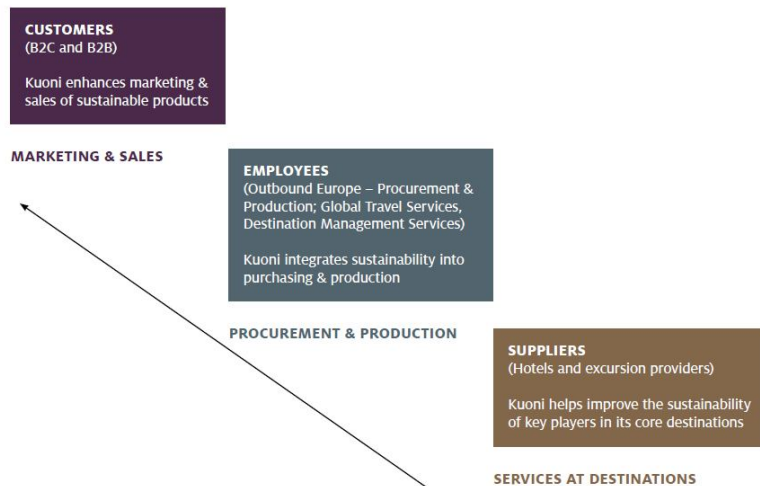 CUSTOMERS
(B2C and B2B)
Kuoni enhances marketing &
sales of sustainable products
MARKETING & SALES
EMPLOYEES
(Outbound Europe – Procurement &
Production; Global Travel Services,
Destination Management Services)
Kuoni integrates sustainability into
purchasing & production
PROCUREMENT & PRODUCTION
SUPPLIERS
(Hotels and excursion providers)
Kuoni helps improve the sustainability
of key players in its core destinations
SERVICES AT DESTINATIONS